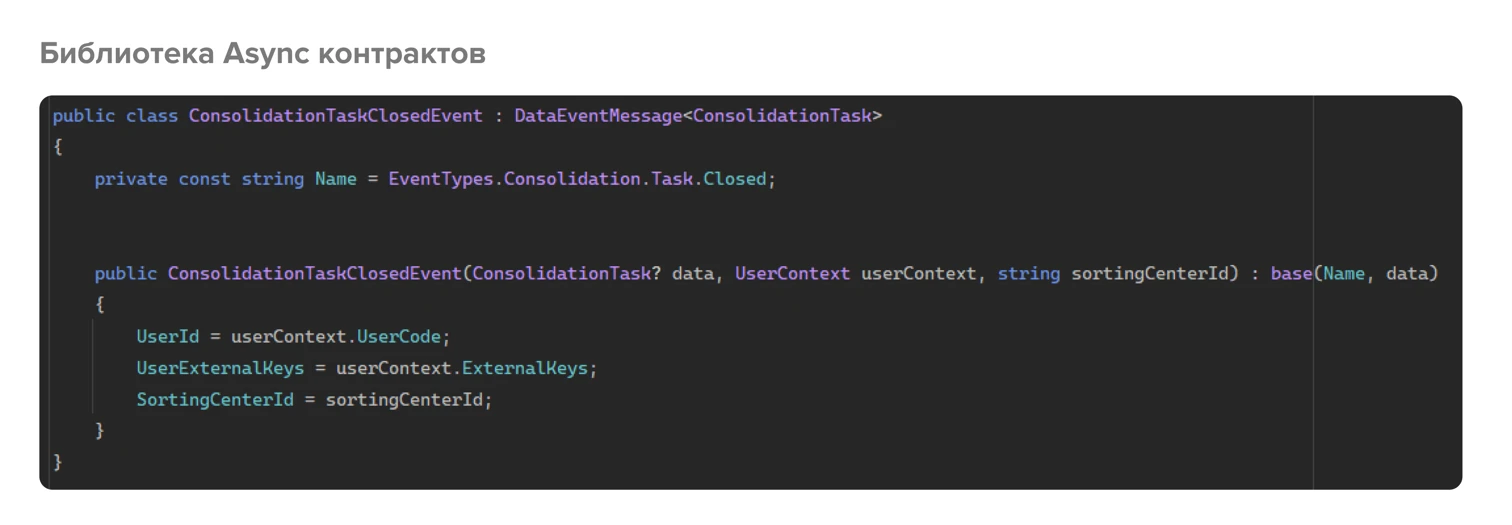 Библиотека Async контрактов
public class ConsolidationTaskClosedEvent : DataEventMessage<ConsolidationTask>
{
    private const string Name = EventTypes.Consolidation.Task.Closed;
    public ConsolidationTaskClosedEvent(ConsolidationTask? data, UserContext userContext, string sortingCenterId) : base(Name, data)
    {
        UserId = userContext.UserCode;
        UserExternalKeys = userContext.ExternalKeys;
        SortingCenterId = sortingCenterId;
    }
}